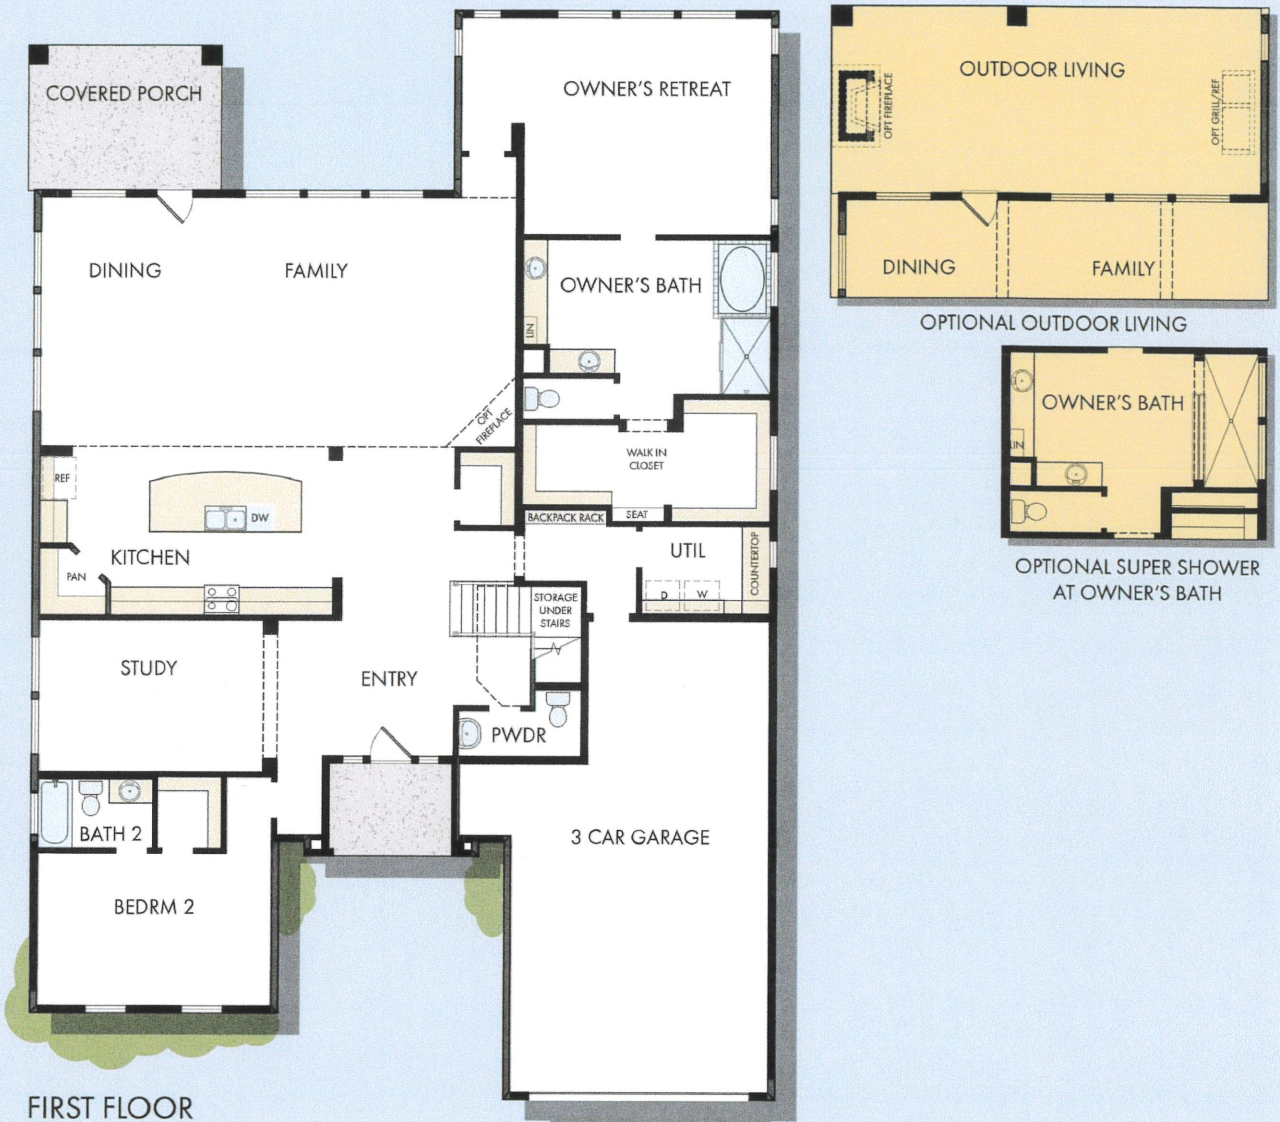 COVERED PORCH
OWNER'S RETREAT
DINING
FAMILY
OWNER'S BATH
LIN
OPT
FIREPLACE
WALK IN
CLOSET
SEAT
BACKPACK RACK
REF
DW
KITCHEN
PAN
UTIL
COUNTERTOP
D
W
STORAGE
UNDER
STAIRS
STUDY
ENTRY
PWDR
BATH 2
3 CAR GARAGE
BEDRM 2
FIRST FLOOR
OUTDOOR LIVING
OPT FIREPLACE
OPT GRILL/REF
DINING
FAMILY
OPTIONAL OUTDOOR LIVING
OWNER'S BATH
LIN
OPTIONAL SUPER SHOWER
AT OWNER'S BATH